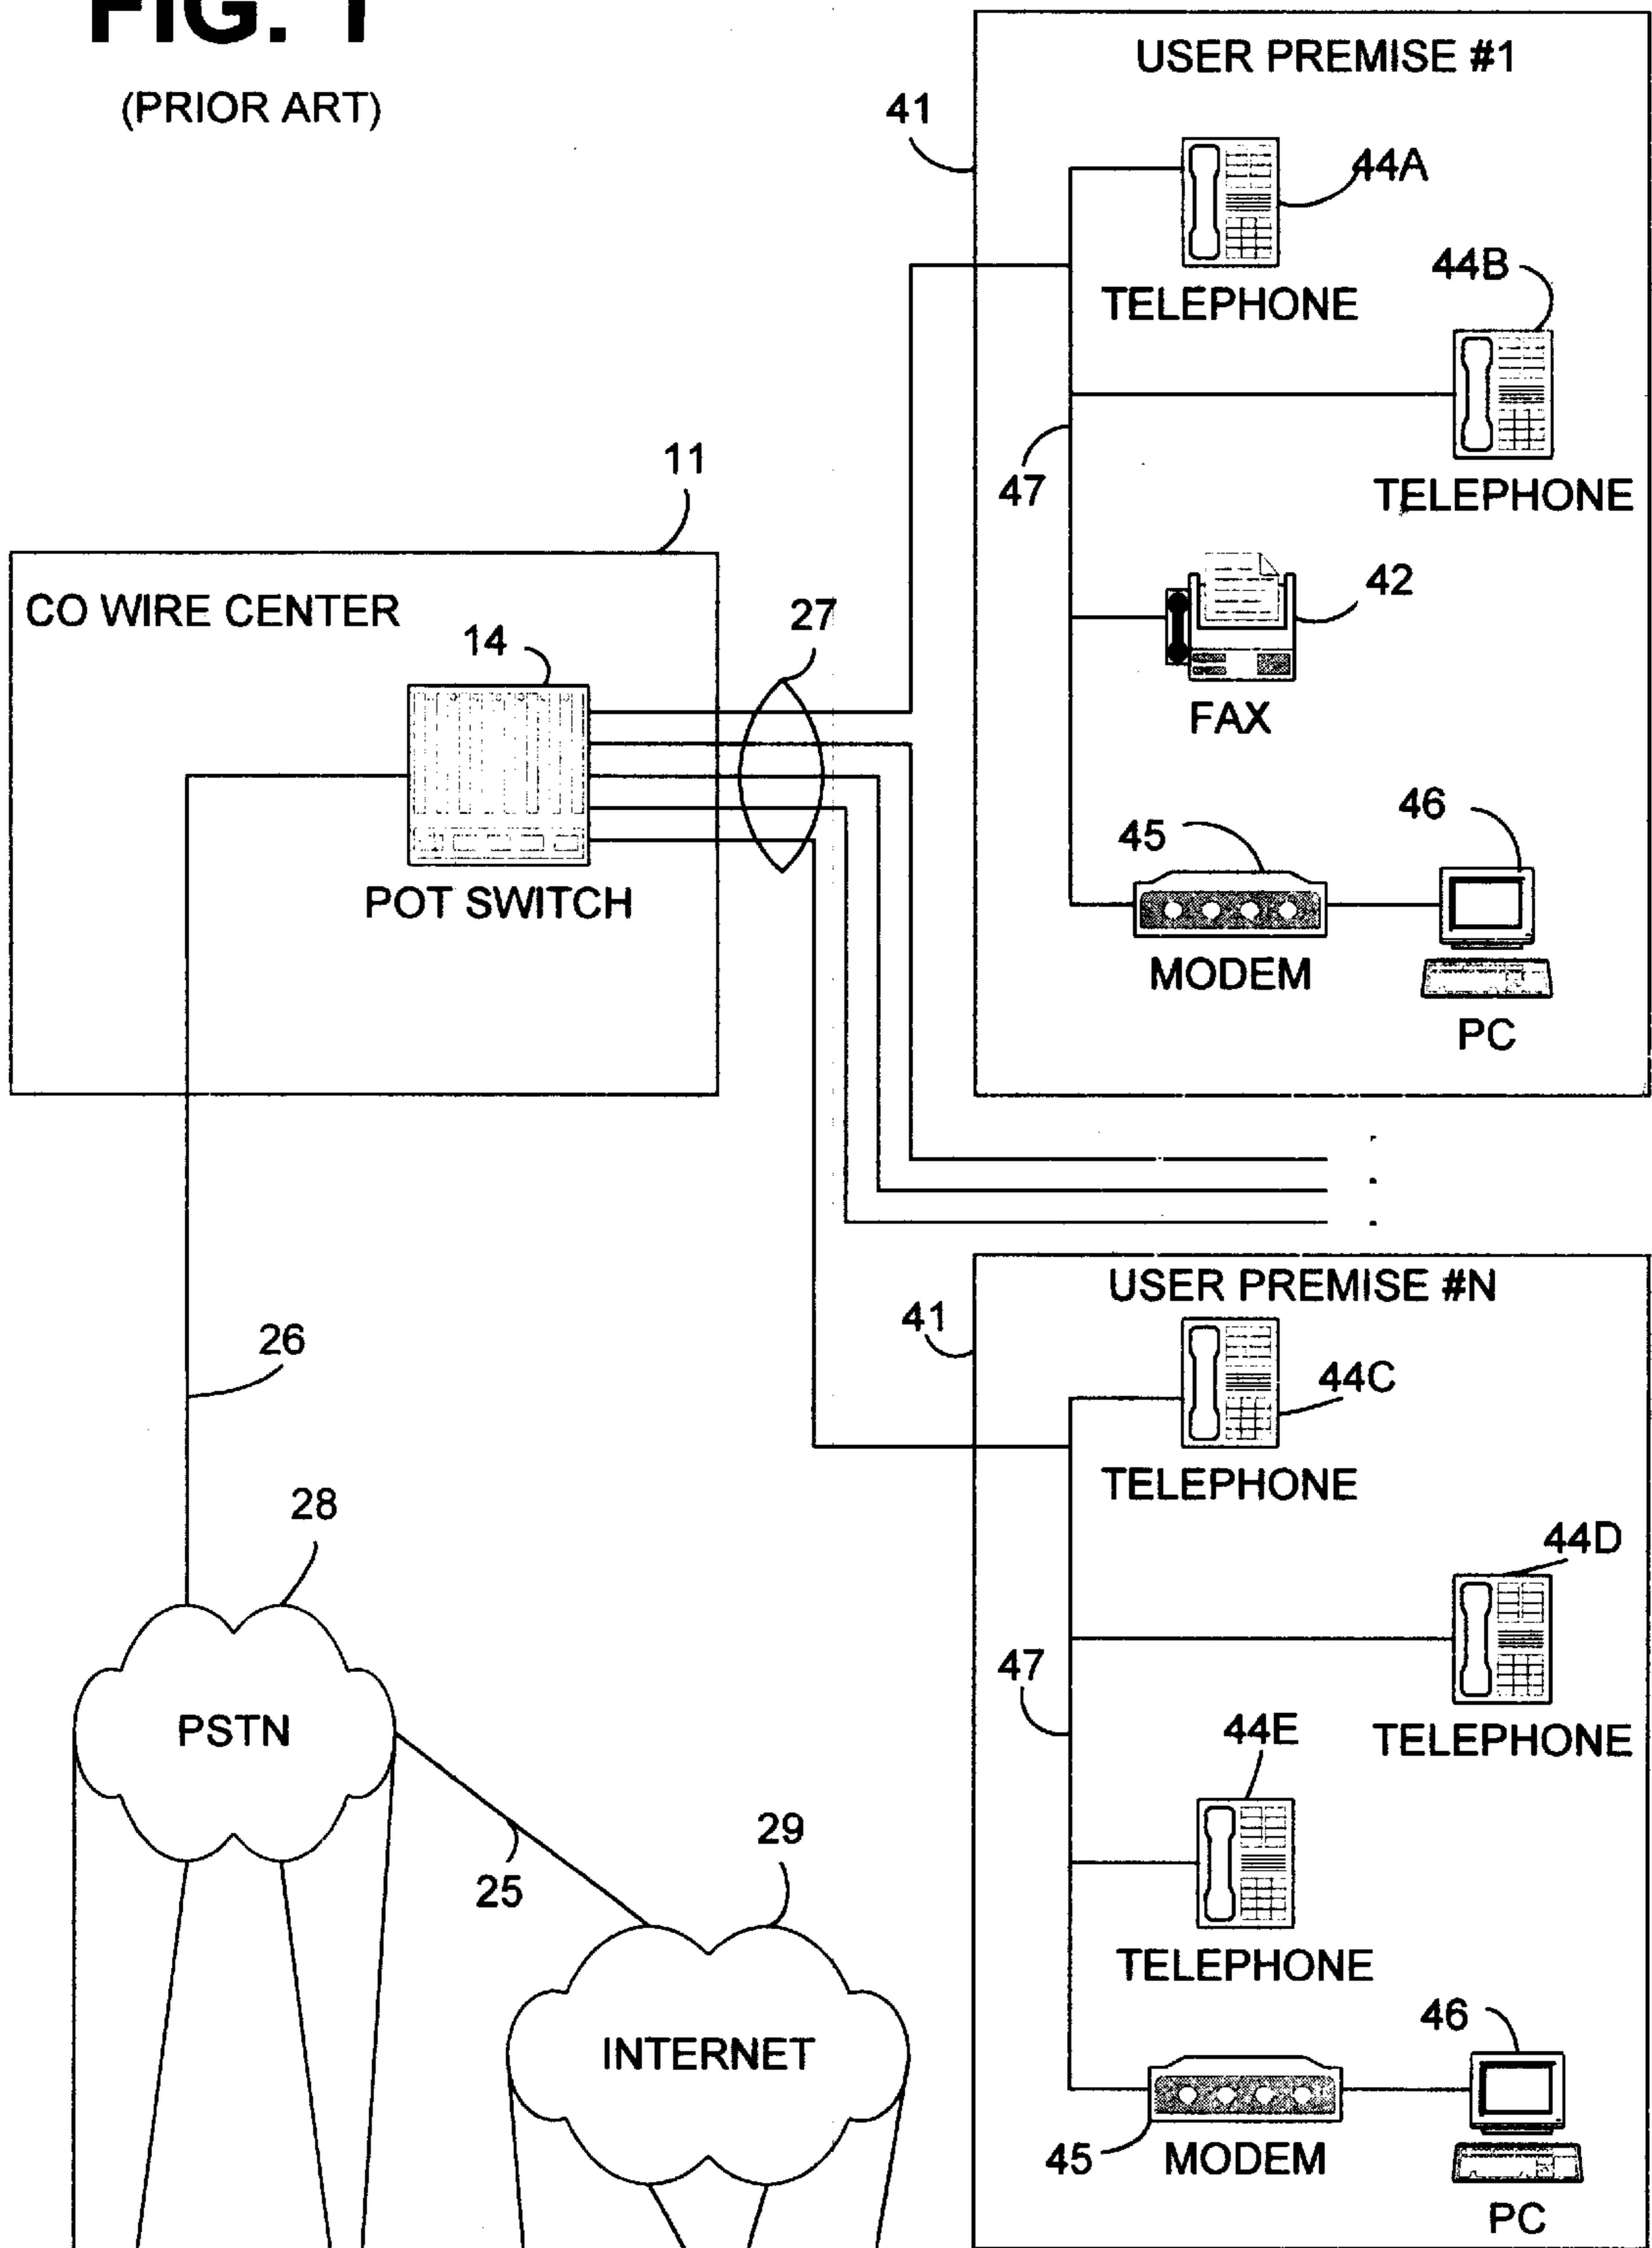 FIG. 1
(PRIOR ART)
USER PREMISE #1
41
44A
TELEPHONE
44B
TELEPHONE
47
42
FAX
45
46
MODEM
PC
11
CO WIRE CENTER
14
27
POT SWITCH
26
28
PSTN
25
29
INTERNET
USER PREMISE #N
41
44C
TELEPHONE
44D
TELEPHONE
47
44E
TELEPHONE
46
45
MODEM
PC